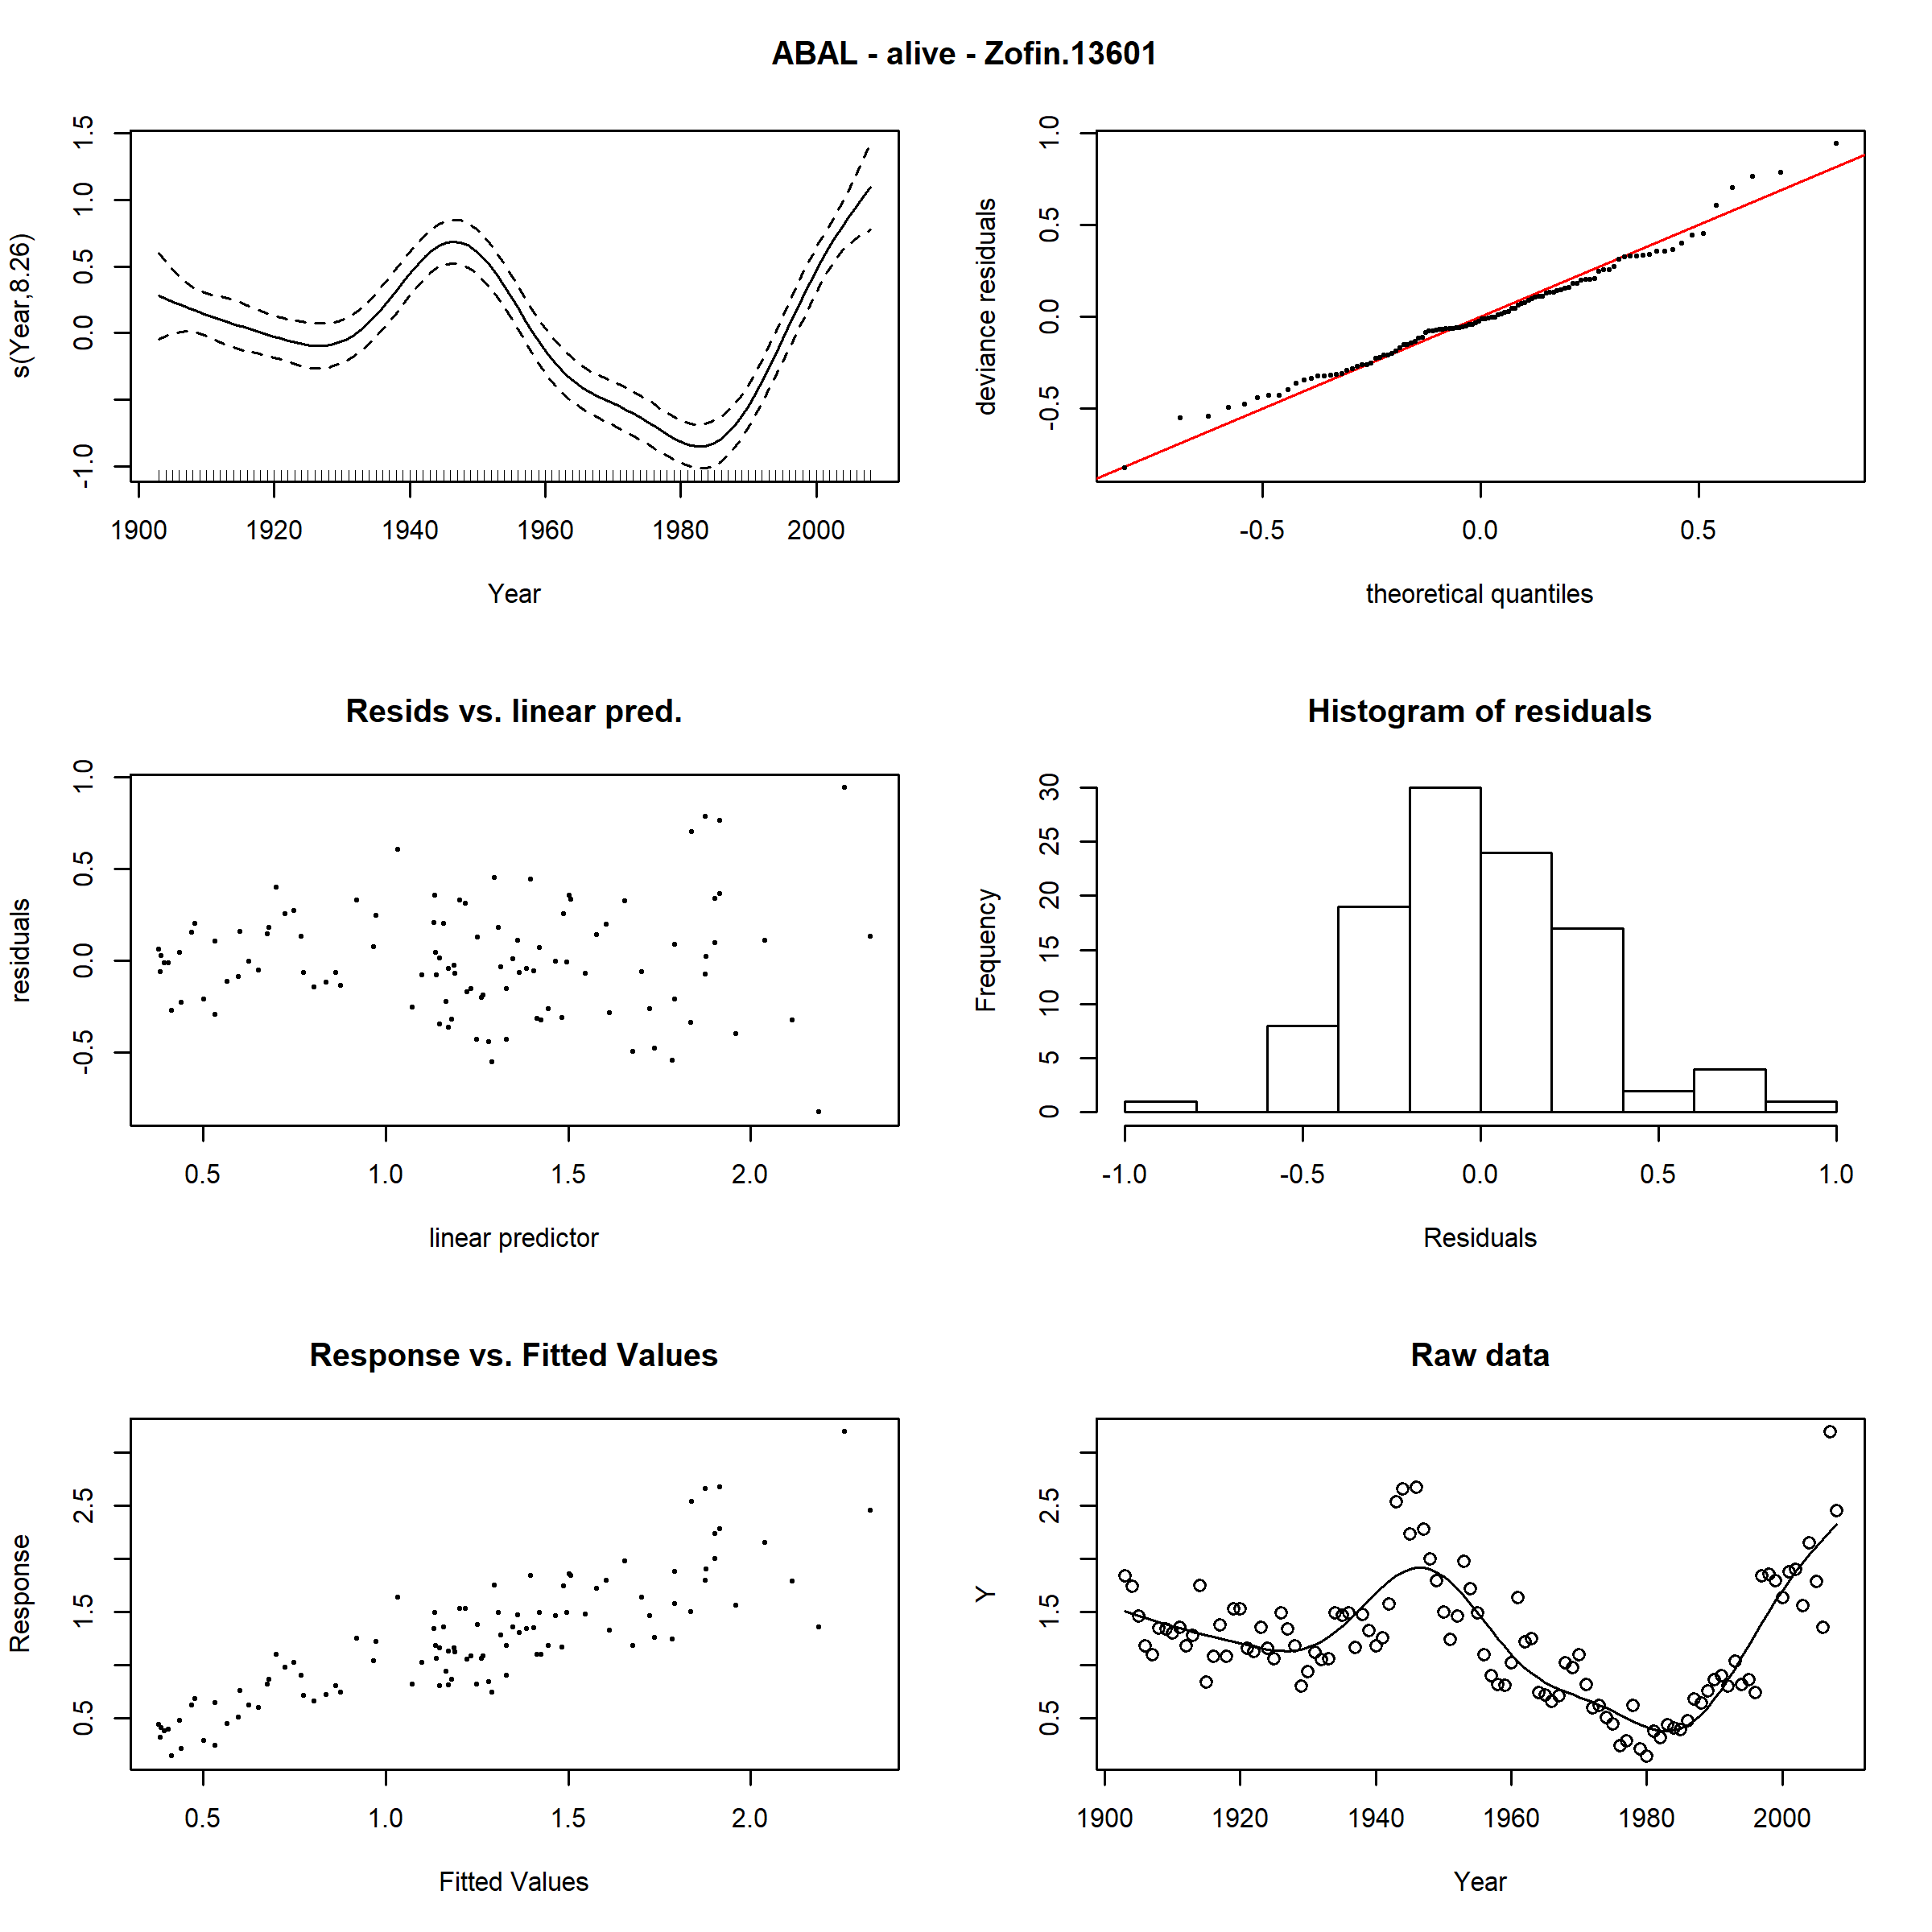 ABAL - alive - Zofin.13601
s(Year,8.26)
-1.0 0.0 0.5 1.0 1.5
1900 1920 1940 1960 1980 2000
Year
deviance residuals
-0.5 0.0 0.5 1.0
-0.5 0.0 0.5
theoretical quantiles
Resids vs. linear pred.
residuals
-0.5 0.0 0.5 1.0
0.5 1.0 1.5 2.0
linear predictor
Histogram of residuals
Frequency
0 5 10 15 20 25 30
-1.0 -0.5 0.0 0.5 1.0
Residuals
Response vs. Fitted Values
Response
0.5 1.5 2.5
0.5 1.0 1.5 2.0
Fitted Values
Raw data
Y
0.5 1.5 2.5
1900 1920 1940 1960 1980 2000
Year